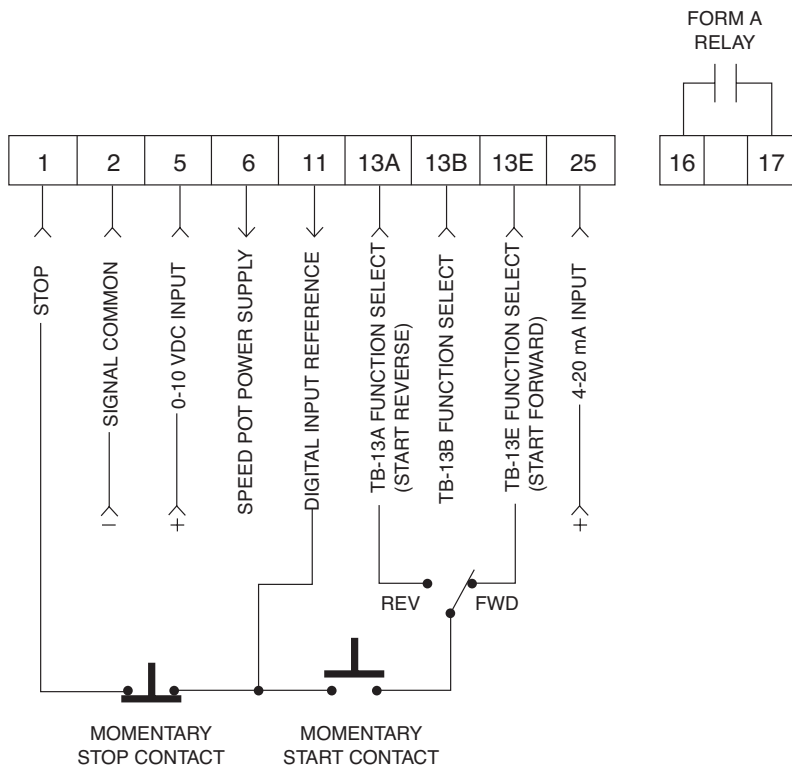 FORM A
RELAY
1 2 5 6 11 13A 13B 13E 25 16 17
STOP
SIGNAL COMMON
0-10 VDC INPUT
SPEED POT POWER SUPPLY
DIGITAL INPUT REFERENCE
TB-13A FUNCTION SELECT
(START REVERSE)
TB-13B FUNCTION SELECT
TB-13E FUNCTION SELECT
(START FORWARD)
4-20 mA INPUT
– + +
REV FWD
MOMENTARY
STOP CONTACT
MOMENTARY
START CONTACT